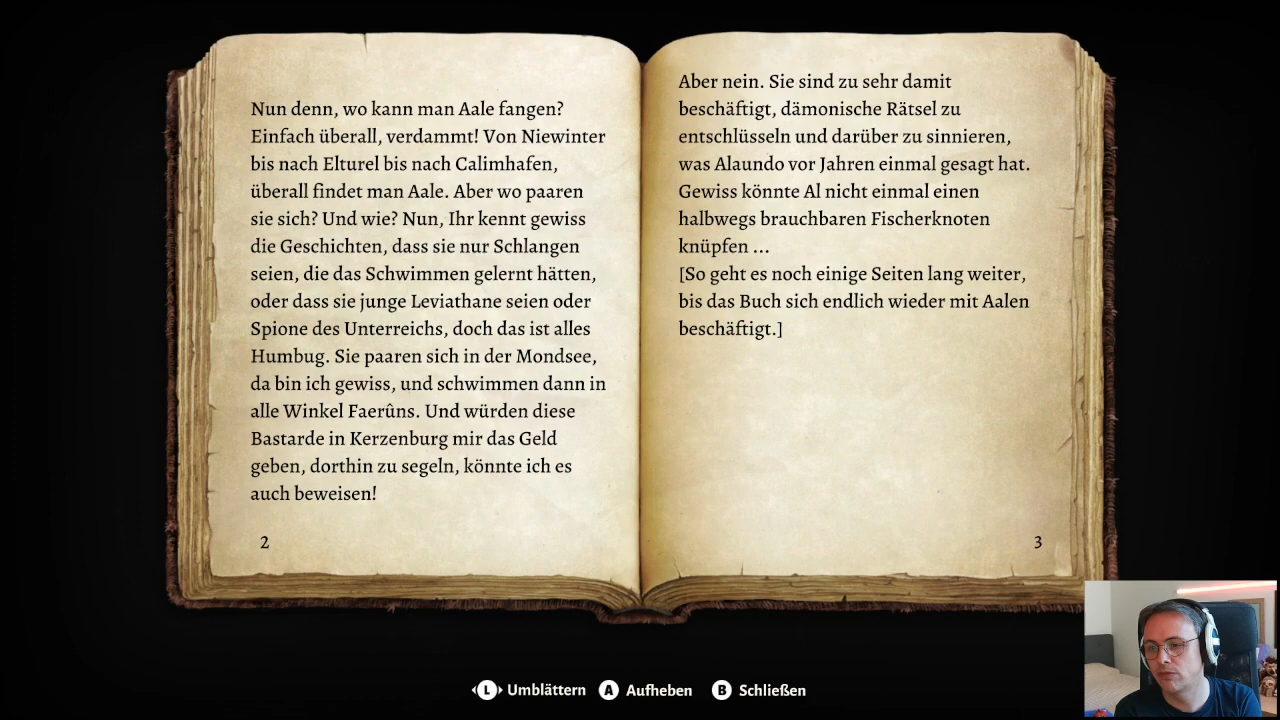 Nun denn, wo kann man Aale fangen?
Einfach überall, verdammt! Von Niewinter
bis nach Elturel bis nach Calimhafen,
überall findet man Aale. Aber wo paaren
sie sich? Und wie? Nun, Ihr kennt gewiss
die Geschichten, dass sie nur Schlangen
seien, die das Schwimmen gelernt hätten,
oder dass sie junge Leviathane seien oder
Spione des Unterreichs, doch das ist alles
Humbug. Sie paaren sich in der Mondsee,
da bin ich gewiss, und schwimmen dann in
alle Winkel Faerûns. Und würden diese
Bastarde in Kerzenburg mir das Geld
geben, dorthin zu segeln, könnte ich es
auch beweisen!
2
Aber nein. Sie sind zu sehr damit
beschäftigt, dämonische Rätsel zu
entschlüsseln und darüber zu sinnieren,
was Alaundo vor Jahren einmal gesagt hat.
Gewiss könnte Al nicht einmal einen
halbwegs brauchbaren Fischerknoten
knüpfen ...
[So geht es noch einige Seiten lang weiter,
bis das Buch sich endlich wieder mit Aalen
beschäftigt.]
3
L Umblättern A Aufheben B Schließen